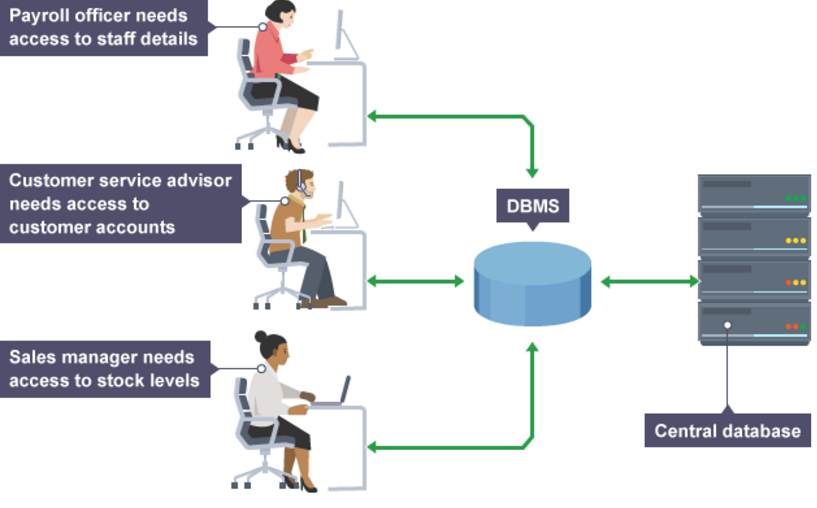 Payroll officer needs
access to staff details
Customer service advisor
needs access to
customer accounts
DBMS
Sales manager needs
access to stock levels
Central database